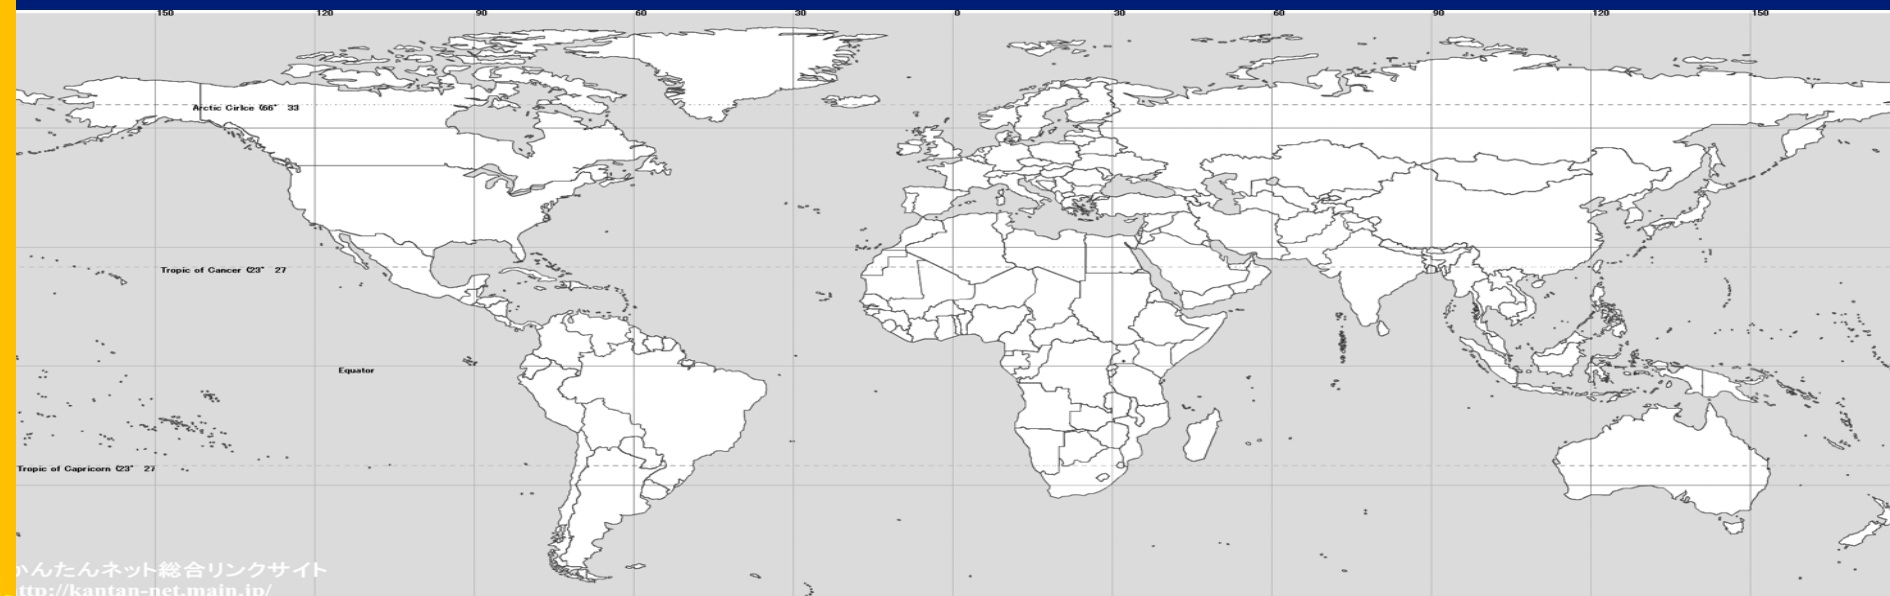 150 120 90 60 30 0 30 60 90 120 150
Arctic Cirlce (66° 33
Tropic of Cancer (23° 27
Equator
Tropic of Capricorn (23° 27
かんたんネット総合リンクサイト
ttp://kantan-net.main.jp/